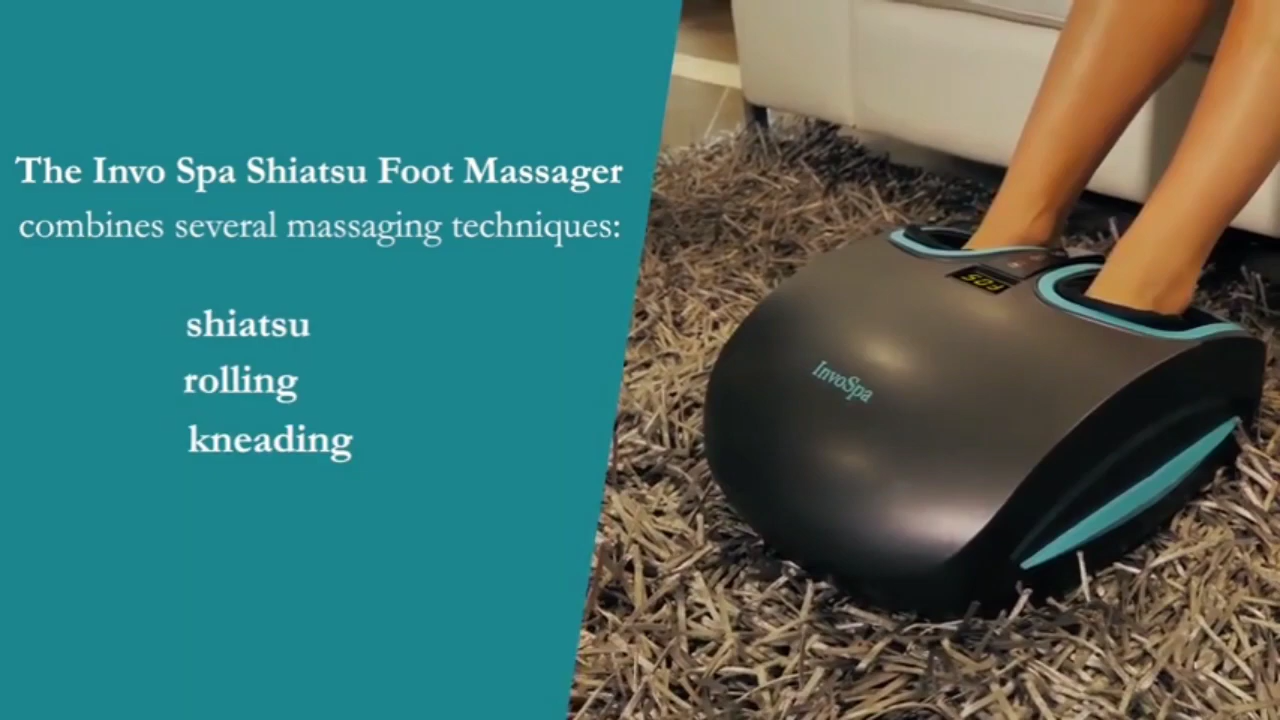 The Invo Spa Shiatsu Foot Massager
combines several massaging techniques:
shiatsu
rolling
kneading
InvoSpa